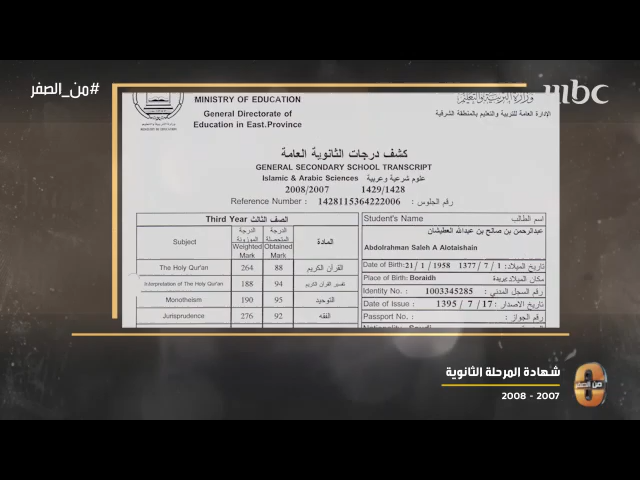 #من_الصفر
mbc
MINISTRY OF EDUCATION
General Directorate of
Education in East.Province
وزارة التربية والتعليم
الإدارة العامة للتربية والتعليم بالمنطقة الشرقية
كشف درجات الثانوية العامة
GENERAL SECONDARY SCHOOL TRANSCRIPT
Islamic & Arabic Sciences علوم شرعية وعربية
2008/2007 1429/1428
Reference Number : 1428115364222006 رقم الجلوس :
Third Year الصف الثالث
Subject Weighted Mark الدرجة الموزونة Obtained Mark الدرجة المتحصلة المادة
The Holy Qur'an 264 88 القرآن الكريم
Interpretation of The Holy Qur'an 188 94 تفسير القرآن الكريم
Monotheism 190 95 التوحيد
Jurisprudence 276 92 الفقه
Student's Name اسم الطالب
عبدالرحمن بن صالح بن عبدالله العطيشان
Abdolrahman Saleh A Alotaishain
Date of Birth: 21/ 1 / 1958 1377/ 7 / 1 تاريخ الميلاد:
Place of Birth: Boraidh مكان الميلاد: بريدة
Identity No. : 1003345285 رقم السجل المدني :
Date of Issue : 1395 / 7 / 17 تاريخ الإصدار :
Passport No. : رقم الجواز :
شهادة المرحلة الثانوية
2008 - 2007
من الصفر